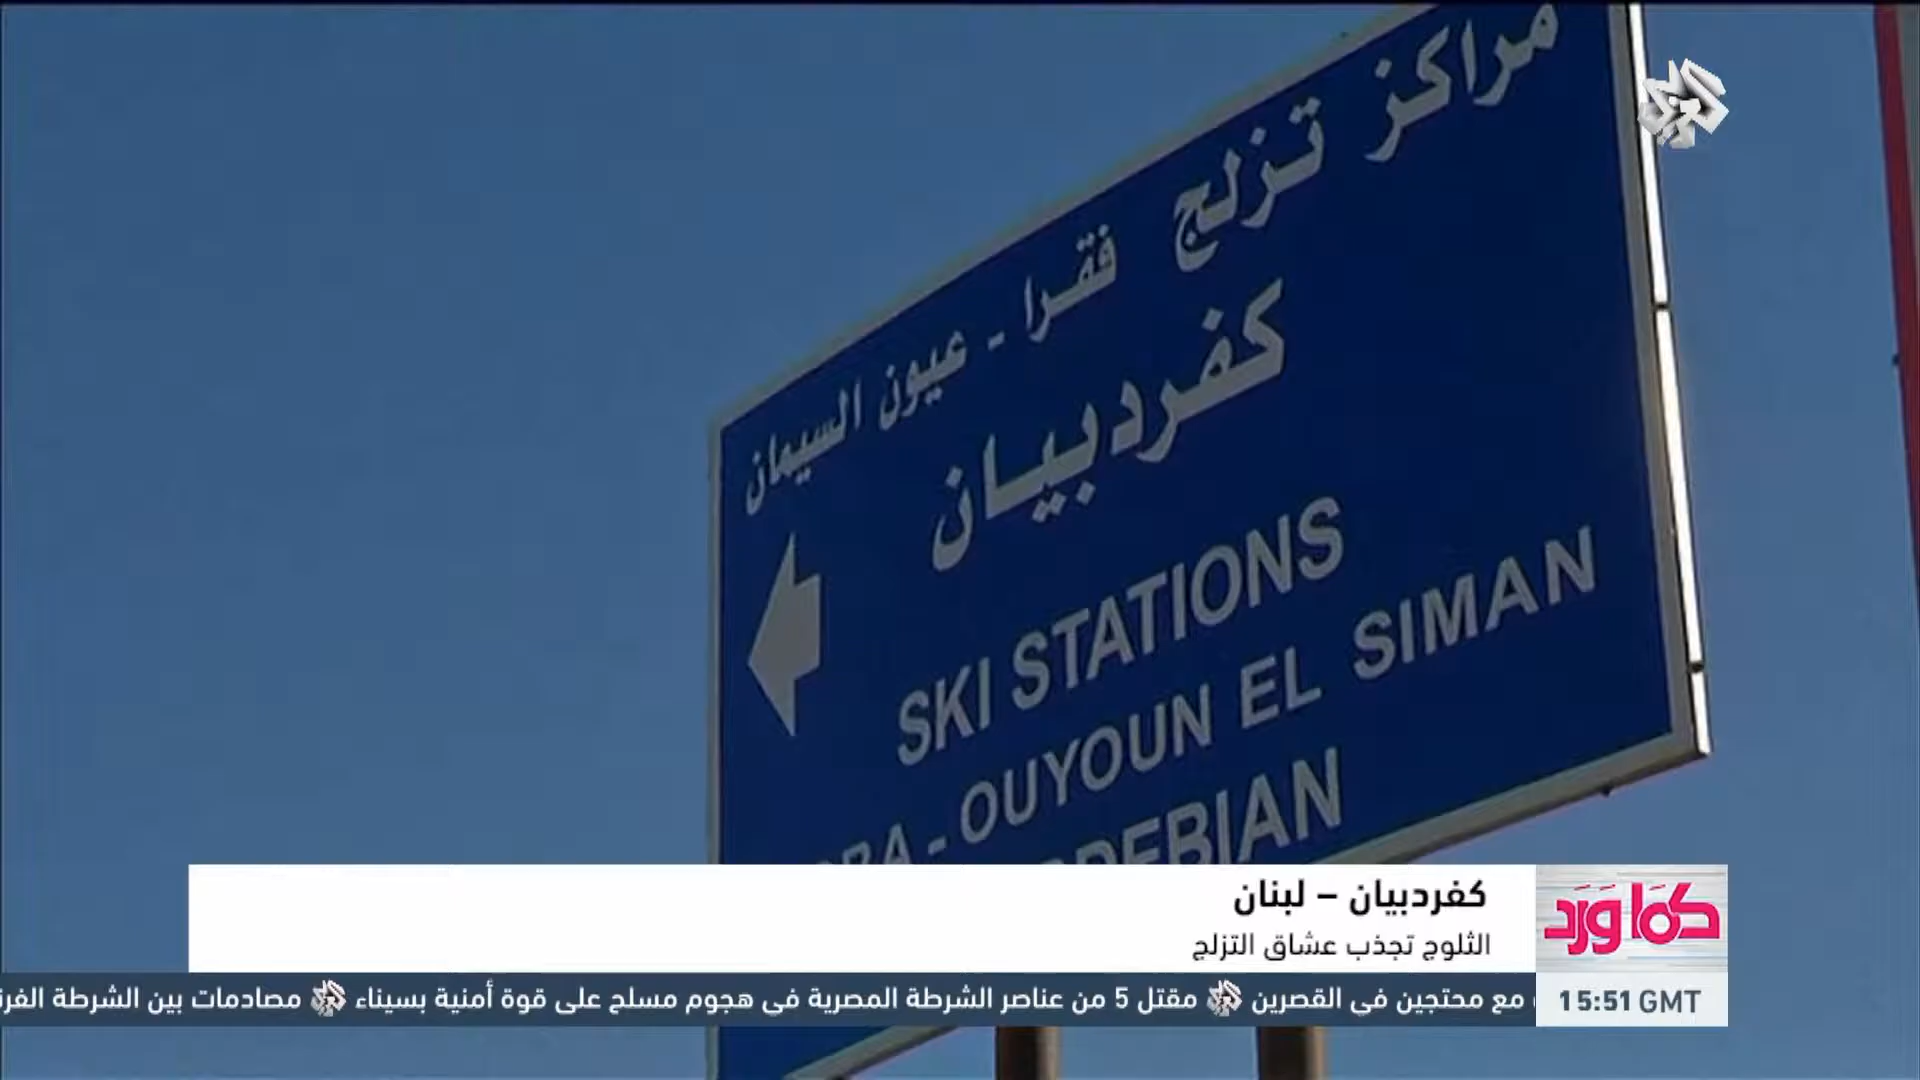 مراكز تزلج فقرا - عيون السيمان
كفردبيان
SKI STATIONS
- OUYOUN EL SIMAN
كفردبيان – لبنان
الثلوج تجذب عشاق التزلج
كما ورد
15:51 GMT
مع محتجين في القصرين مقتل 5 من عناصر الشرطة المصرية في هجوم مسلح على قوة أمنية بسيناء مصادمات بين الشرطة